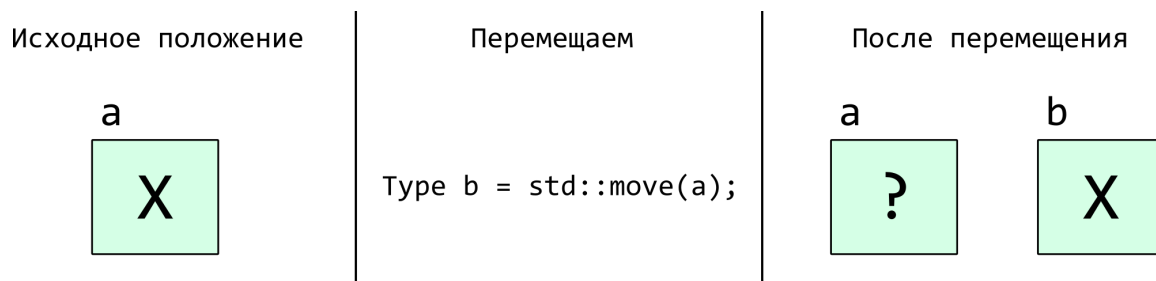 Исходное положение
Перемещаем
После перемещения
a
a
b
X
Type b = std::move(a);
?
X